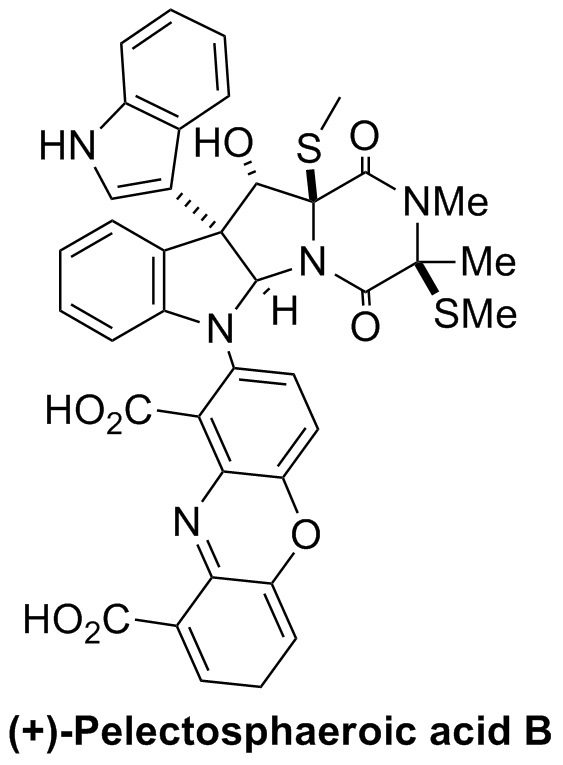 HN
HO
S
O
NMe
N
Me
H
O
SMe
N
HO₂C
N
O
HO₂C
(+)-Pelectosphaeroic acid B